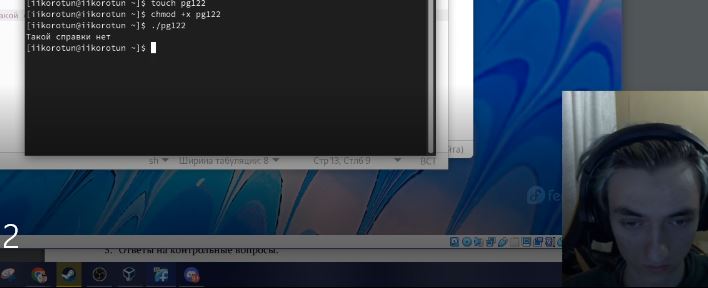 [iikorotun@iikorotun ~]$ touch pg122
[iikorotun@iikorotun ~]$ chmod +x pg122
[iikorotun@iikorotun ~]$ ./pg122
Такой справки нет
[iikorotun@iikorotun ~]$
sh
Ширина табуляции: 8
Стр 13, Стлб 9
ВСТ
2
3. Ответы на контрольные вопросы.